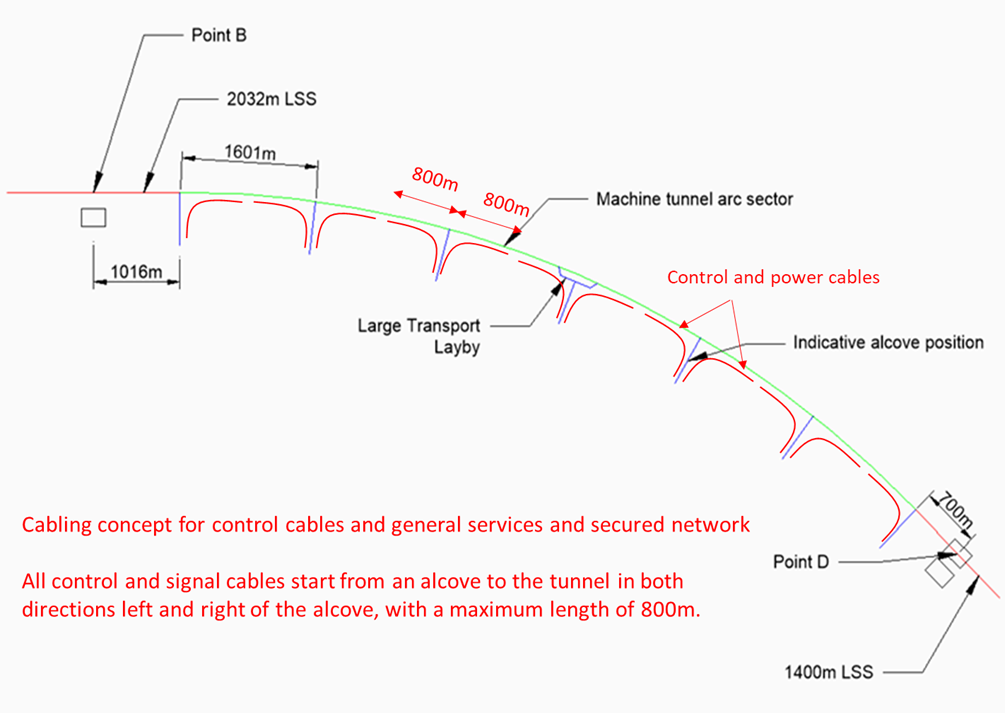 Point B
2032m LSS
1601m
800m
800m
Machine tunnel arc sector
1016m
Control and power cables
Large Transport
Layby
Indicative alcove position
700m
Cabling concept for control cables and general services and secured network
Point D
All control and signal cables start from an alcove to the tunnel in both
directions left and right of the alcove, with a maximum length of 800m.
1400m LSS